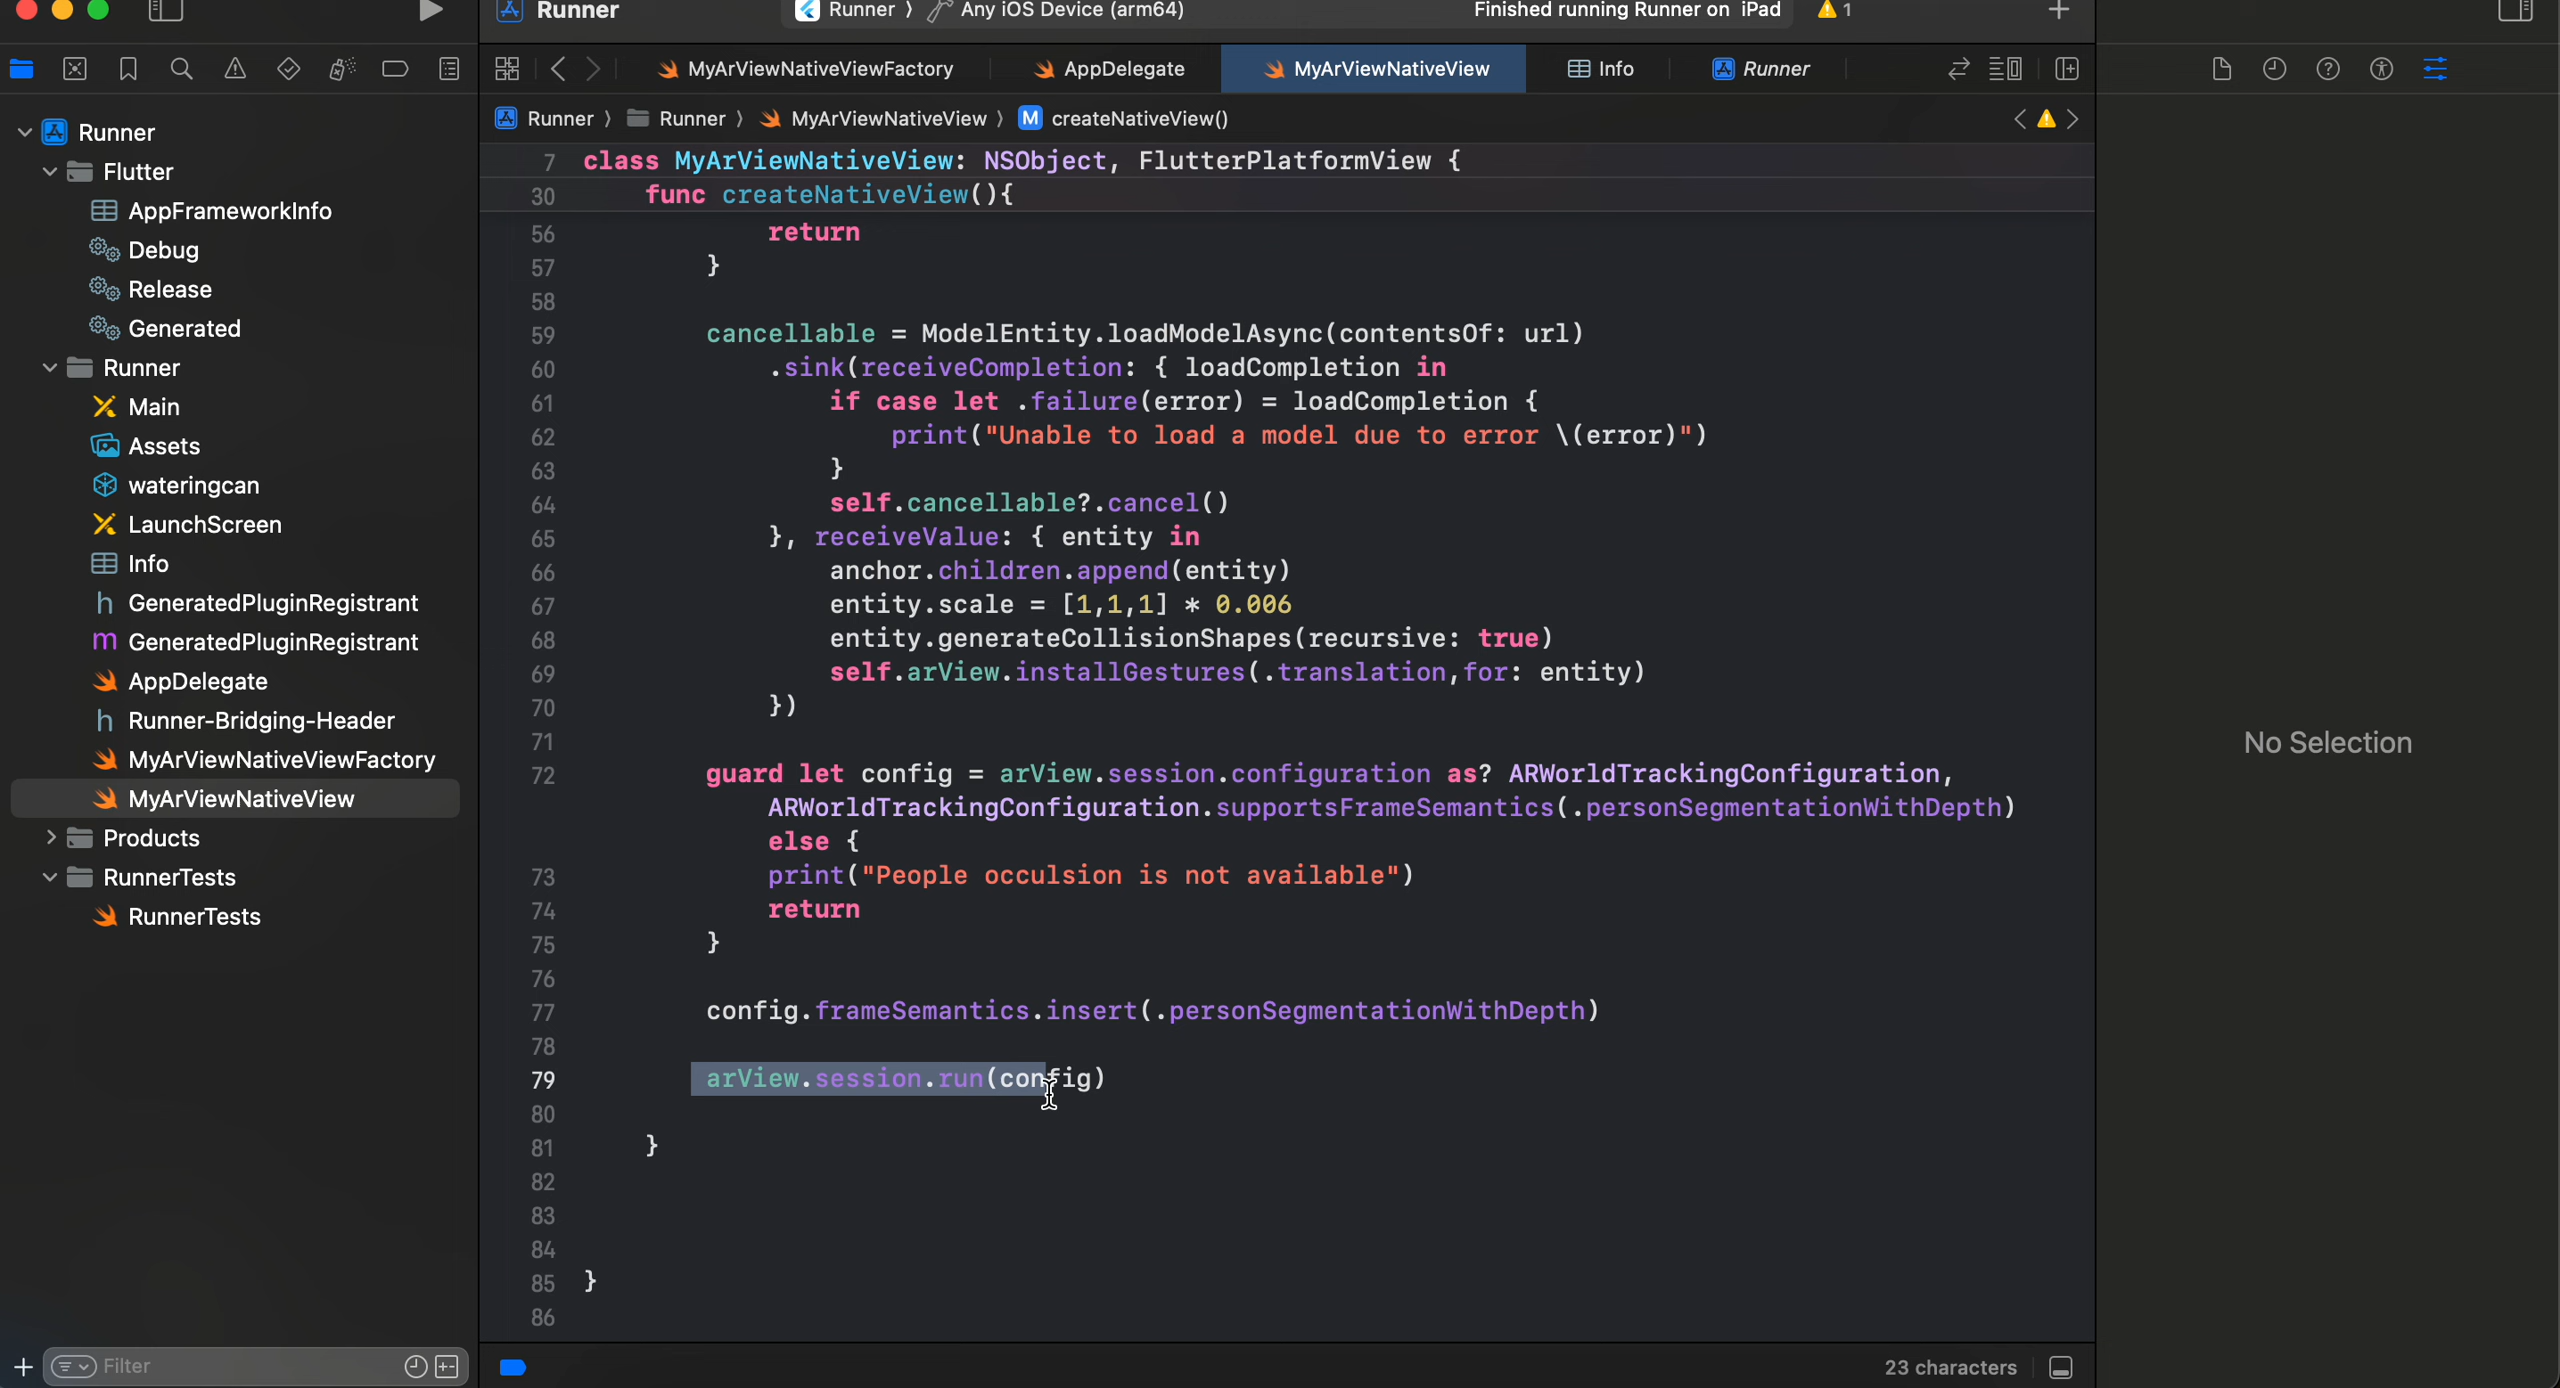 Runner
Runner 〉 Any iOS Device (arm64)
Finished running Runner on iPad
1
MyArViewNativeViewFactory
AppDelegate
MyArViewNativeView
Info
Runner
Runner 〉 Runner 〉 MyArViewNativeView 〉 M createNativeView()
Runner
Flutter
AppFrameworkInfo
Debug
Release
Generated
Runner
Main
Assets
wateringcan
LaunchScreen
Info
h GeneratedPluginRegistrant
m GeneratedPluginRegistrant
AppDelegate
h Runner-Bridging-Header
MyArViewNativeViewFactory
MyArViewNativeView
Products
RunnerTests
RunnerTests
Filter
7 class MyArViewNativeView: NSObject, FlutterPlatformView {
30 func createNativeView(){
56 return
57 }
58
59 cancellable = ModelEntity.loadModelAsync(contentsOf: url)
60 .sink(receiveCompletion: { loadCompletion in
61 if case let .failure(error) = loadCompletion {
62 print("Unable to load a model due to error \(error)")
63 }
64 self.cancellable?.cancel()
65 }, receiveValue: { entity in
66 anchor.children.append(entity)
67 entity.scale = [1,1,1] * 0.006
68 entity.generateCollisionShapes(recursive: true)
69 self.arView.installGestures(.translation,for: entity)
70 })
71
72 guard let config = arView.session.configuration as? ARWorldTrackingConfiguration,
ARWorldTrackingConfiguration.supportsFrameSemantics(.personSegmentationWithDepth)
else {
73 print("People occulsion is not available")
74 return
75 }
76
77 config.frameSemantics.insert(.personSegmentationWithDepth)
78
79 arView.session.run(config)
80
81 }
82
83
84
85 }
86
23 characters
No Selection